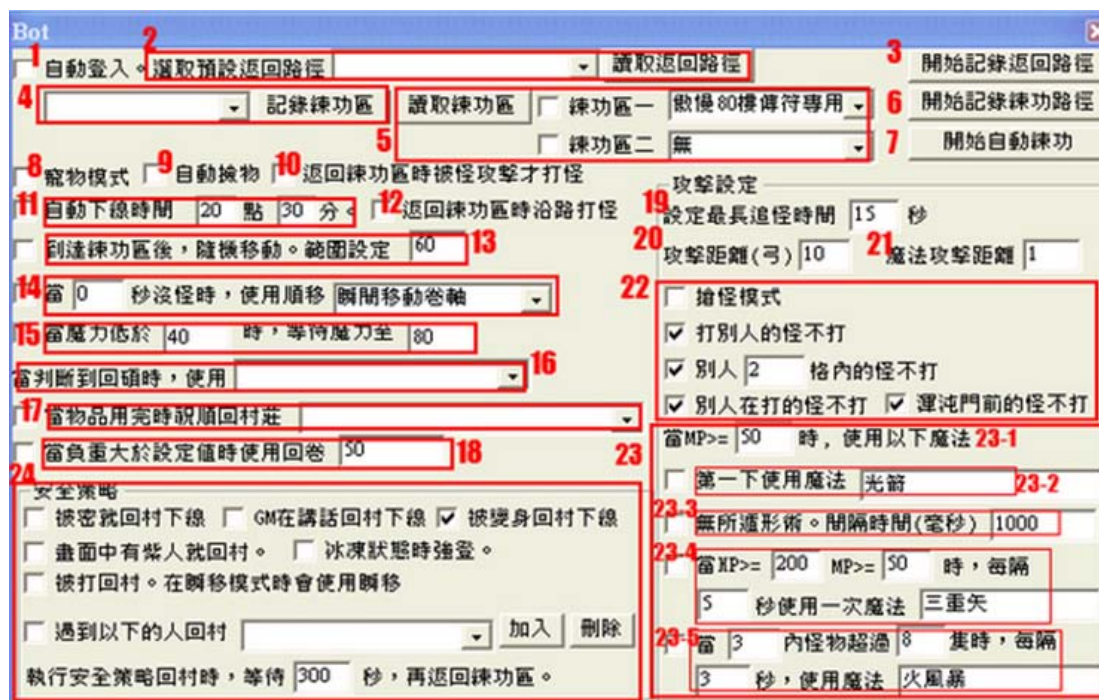 Bot
1 自動登入。 2 選取預設返回路徑 讀取返回路徑 3 開始記錄返回路徑
4 記錄練功區 讀取練功區 練功區一 傲慢80樓傳符專用 6 開始記錄練功路徑
5 練功區二 無 7 開始自動練功
8 寵物模式 9 自動撿物 10 返回練功區時被怪攻擊才打怪
11 自動下線時間 20 點 30 分。 12 返回練功區時沿路打怪
到達練功區後，隨機移動。範圍設定 60 13
14 當 0 秒沒怪時，使用順移 瞬間移動卷軸
15 當魔力低於 40 時，等待魔力至 80
當判斷到回頓時，使用 16
17 當物品用完時祝順回村莊
當負重大於設定值時使用回卷 50 18
攻擊設定
19 設定最長追怪時間 15 秒
20 攻擊距離(弓) 10 21 魔法攻擊距離 1
22 搶怪模式
打別人的怪不打
別人 2 格內的怪不打
別人在打的怪不打 渾沌門前的怪不打
23 當MP>= 50 時, 使用以下魔法 23-1
第一下使用魔法 光箭 23-2
23-3 無所遁形術。間隔時間(毫秒) 1000
23-4 當HP>= 200 MP>= 50 時，每隔
5 秒使用一次魔法 三重矢
23-5 當 3 內怪物超過 8 隻時，每隔
3 秒，使用魔法 火風暴
24 安全策略
被密就回村下線 GM在講話回村下線 被變身回村下線
畫面中有紫人就回村。 冰凍狀態時強登。
被打回村。在瞬移模式時會使用瞬移
遇到以下的人回村 加入 刪除
執行安全策略回村時，等待 300 秒，再返回練功區。